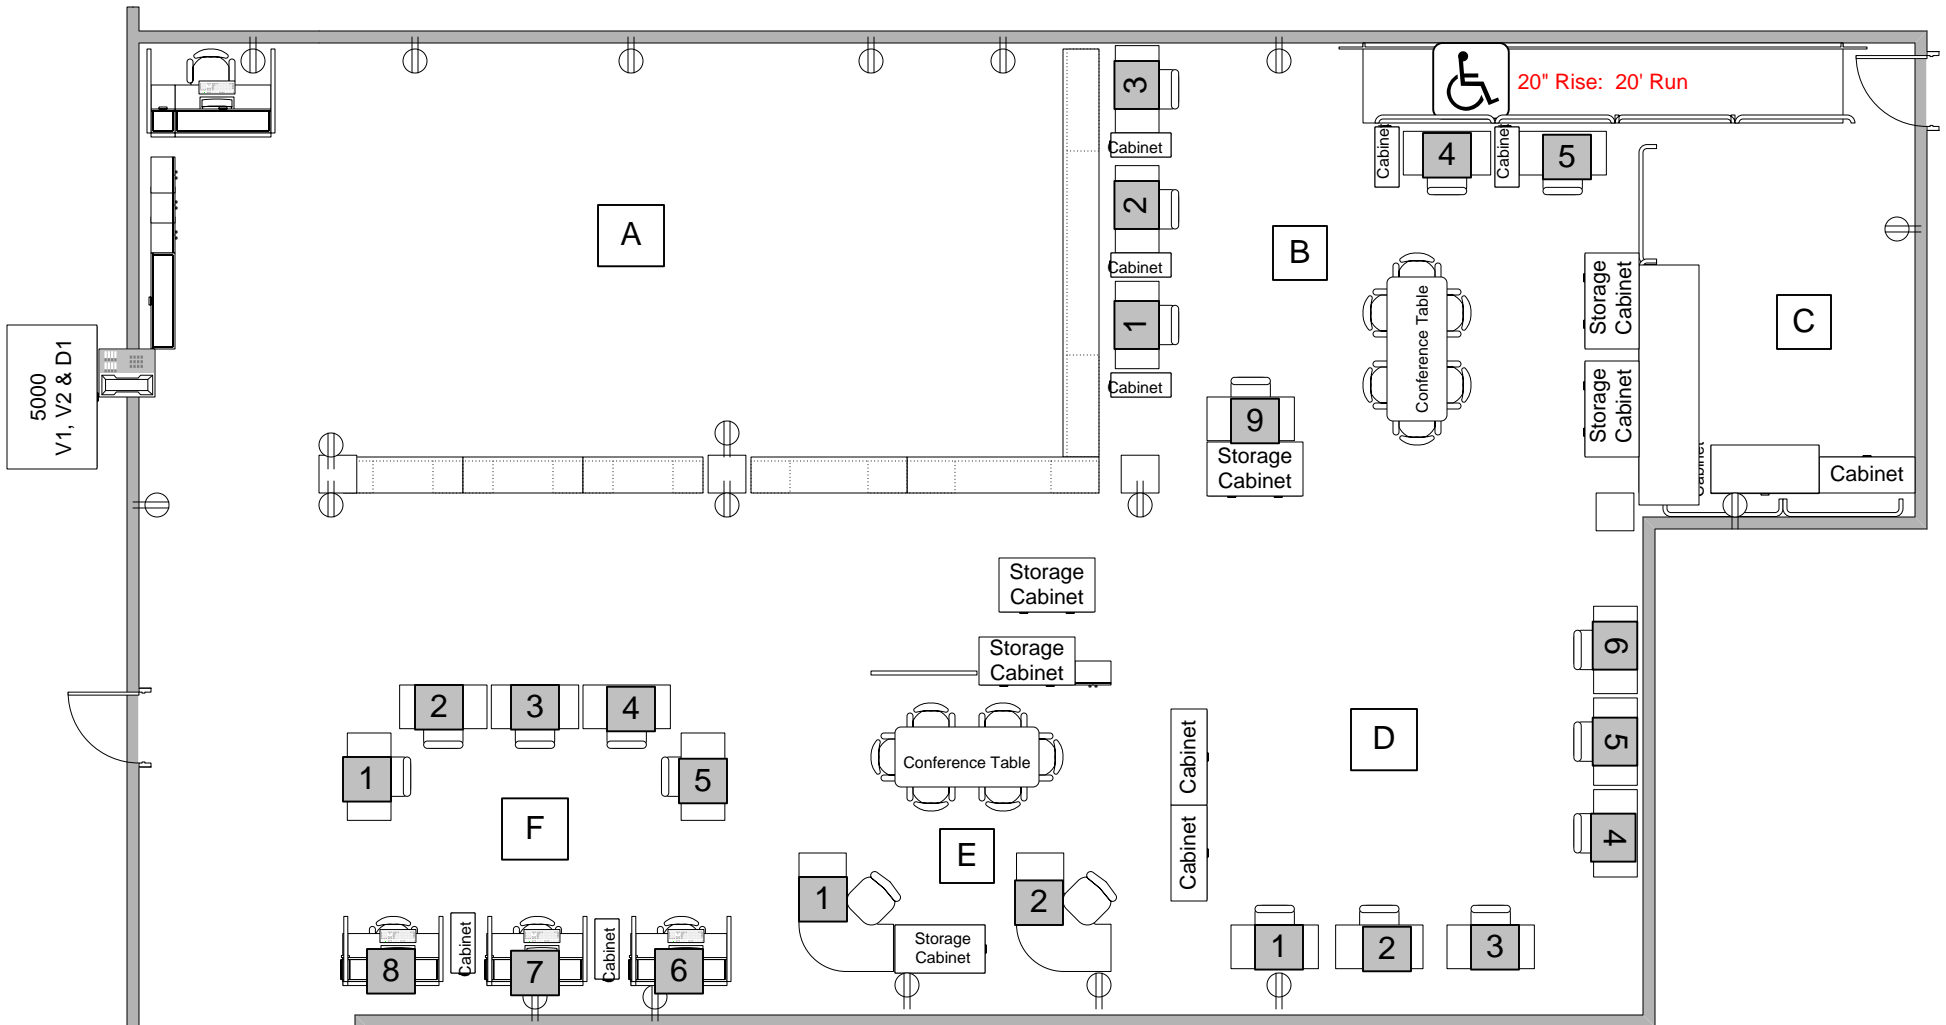 20" Rise:  20' Run
3
Cabinet
2
Cabinet
1
Cabinet
Cabinet
4
Cabinet
5
A
B
C
Conference Table
Storage
Cabinet
Storage
Cabinet
9
Storage
Cabinet
Cabinet
Cabinet
5000
V1, V2 & D1
Storage
Cabinet
Storage
Cabinet
Conference Table
2
3
4
1
5
F
E
D
Cabinet
Cabinet
6
5
4
1
2
Storage
Cabinet
8
Cabinet
7
Cabinet
6
1
2
3